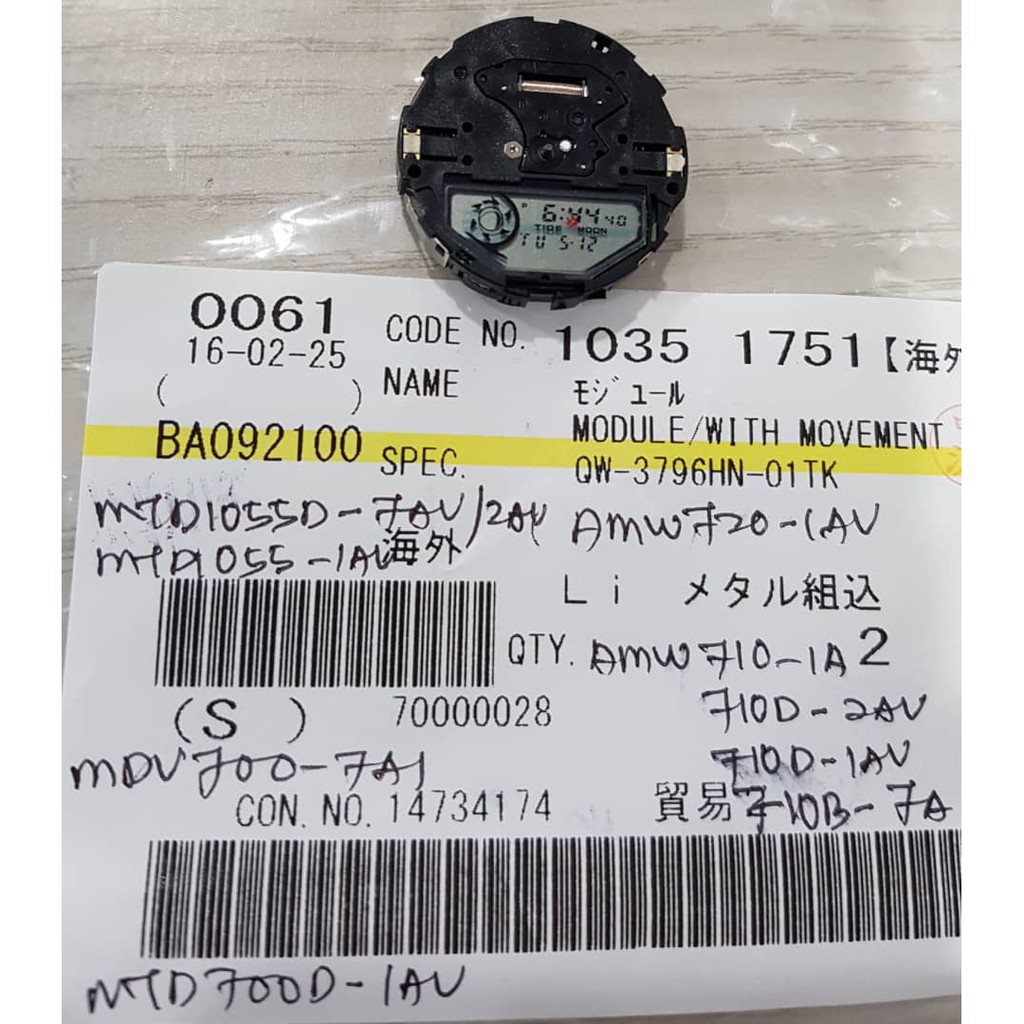 P 6:44 40
TIDE MOON
TU 5-12
0061 CODE NO. 1035 1751【海外
16-02-25
( ) NAME モジュール
MODULE/WITH MOVEMENT
BA092100 SPEC. QW-3796HN-01TK
MTD1055D-7AV/2AV AMW720-1AV
MTD1055-1AV海外
Li メタル組込
QTY. AMW710-1A 2
(S ) 70000028 710D-2AV
MDV700-7A1 710D-1AV
CON. NO. 14734174 貿易 710B-7A
MTD700D-1AV